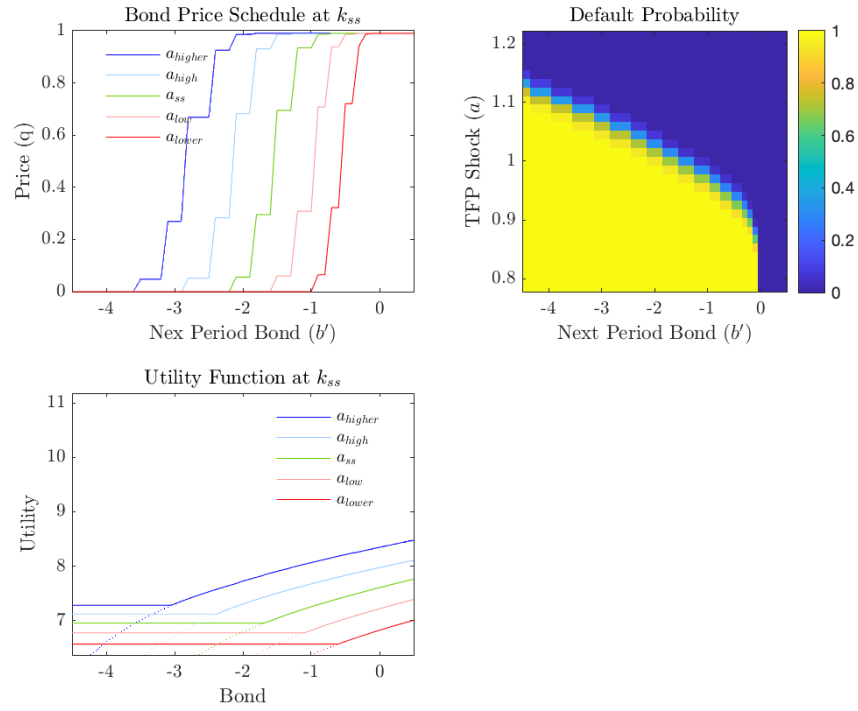 Bond Price Schedule at k_ss
1
0.8
0.6
0.4
0.2
0
Price (q)
a_higher
a_high
a_ss
a_low
a_lower
-4 -3 -2 -1 0
Nex Period Bond (b′)
Default Probability
1.2
1.1
1
0.9
0.8
TFP Shock (a)
-4 -3 -2 -1 0
Next Period Bond (b′)
1
0.8
0.6
0.4
0.2
0
Utility Function at k_ss
11
10
9
8
7
Utility
a_higher
a_high
a_ss
a_low
a_lower
-4 -3 -2 -1 0
Bond